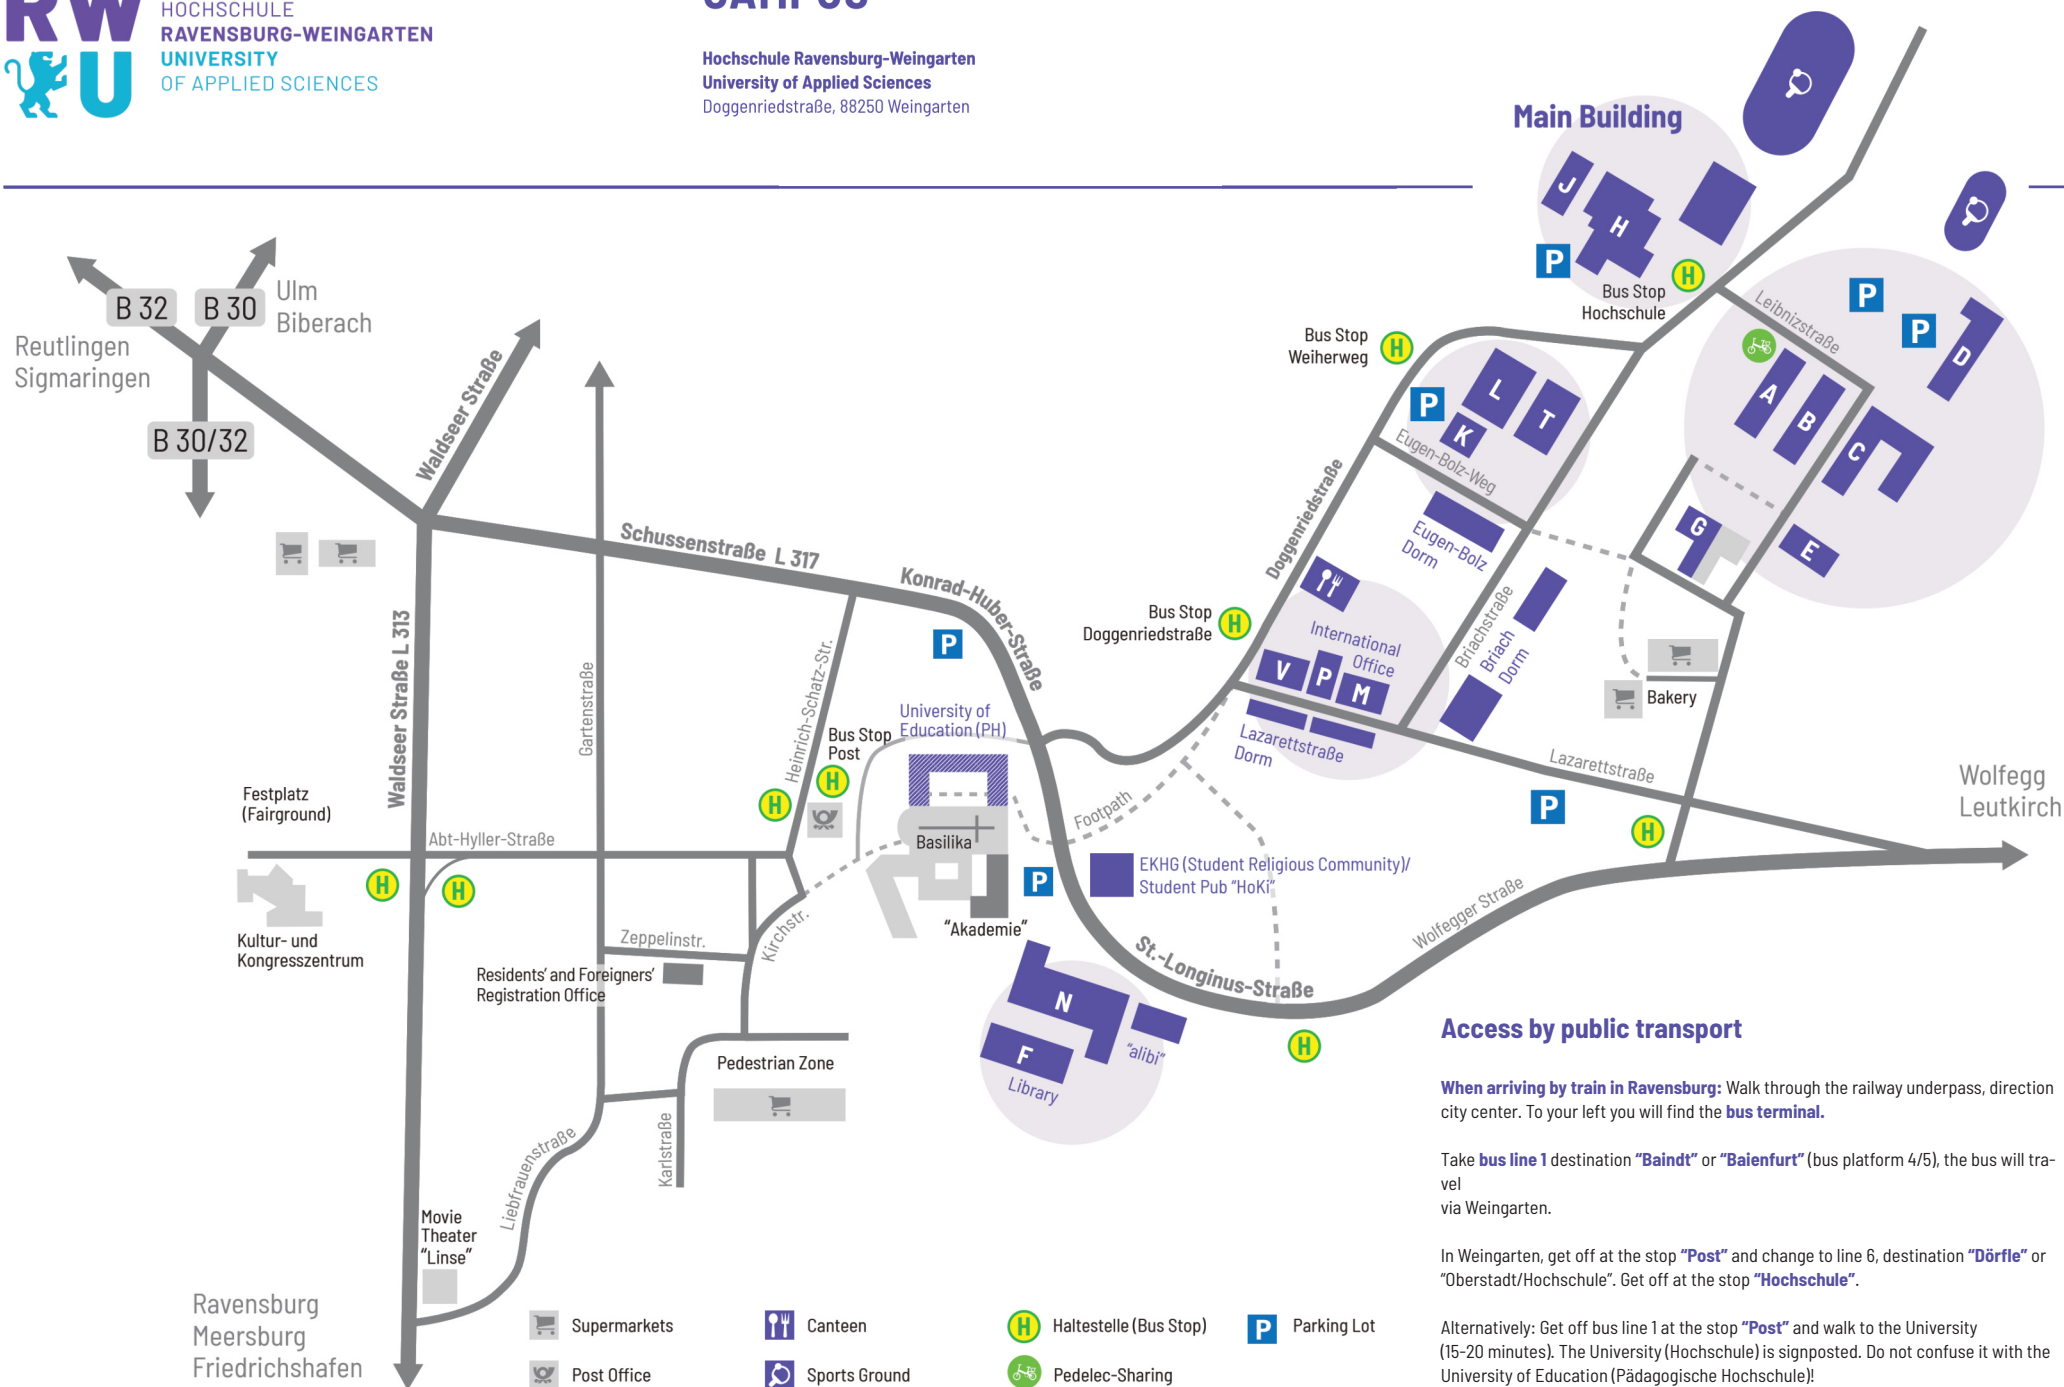 RW
HOCHSCHULE
RAVENSBURG-WEINGARTEN
U
UNIVERSITY
OF APPLIED SCIENCES
CAMPUS
Hochschule Ravensburg-Weingarten
University of Applied Sciences
Doggenriedstraße, 88250 Weingarten
Main Building
J
H
P
H
Bus Stop
Hochschule
Leibnizstraße
P
P
D
A
B
C
G
E
Bus Stop
Weiherweg
H
P
L
T
K
Eugen-Bolz-Weg
Eugen-Bolz
Dorm
Doggenriedstraße
Bus Stop
Doggenriedstraße
H
International
Office
V
P
M
Lazarettstraße
Dorm
Briachstraße
Briach
Dorm
Bakery
Lazarettstraße
P
H
Wolfegg
Leutkirch
B 32
B 30
Ulm
Biberach
Reutlingen
Sigmaringen
B 30/32
Waldseer Straße
Schussenstraße L 317
Konrad-Huber-Straße
P
Waldseer Straße L 313
Gartenstraße
Heinrich-Schatz-Str.
University of
Education (PH)
Bus Stop
Post
H
H
Festplatz
(Fairground)
Abt-Hyller-Straße
H
H
Kultur- und
Kongresszentrum
Basilika
"Akademie"
P
Footpath
EKHG (Student Religious Community)/
Student Pub "HoKi"
Kirchstr.
Zeppelinstr.
Residents' and Foreigners'
Registration Office
St.-Longinus-Straße
Wolfegger Straße
H
N
F
"alibi"
Library
Pedestrian Zone
Karlstraße
Liebfrauenstraße
Movie
Theater
"Linse"
Ravensburg
Meersburg
Friedrichshafen
Supermarkets
Canteen
H
Haltestelle (Bus Stop)
P
Parking Lot
Post Office
Sports Ground
Pedelec-Sharing
Access by public transport
When arriving by train in Ravensburg: Walk through the railway underpass, direction
city center. To your left you will find the bus terminal.
Take bus line 1 destination "Baindt" or "Baienfurt" (bus platform 4/5), the bus will tra-
vel
via Weingarten.
In Weingarten, get off at the stop "Post" and change to line 6, destination "Dörfle" or
"Oberstadt/Hochschule". Get off at the stop "Hochschule".
Alternatively: Get off bus line 1 at the stop "Post" and walk to the University
(15-20 minutes). The University (Hochschule) is signposted. Do not confuse it with the
University of Education (Pädagogische Hochschule)!